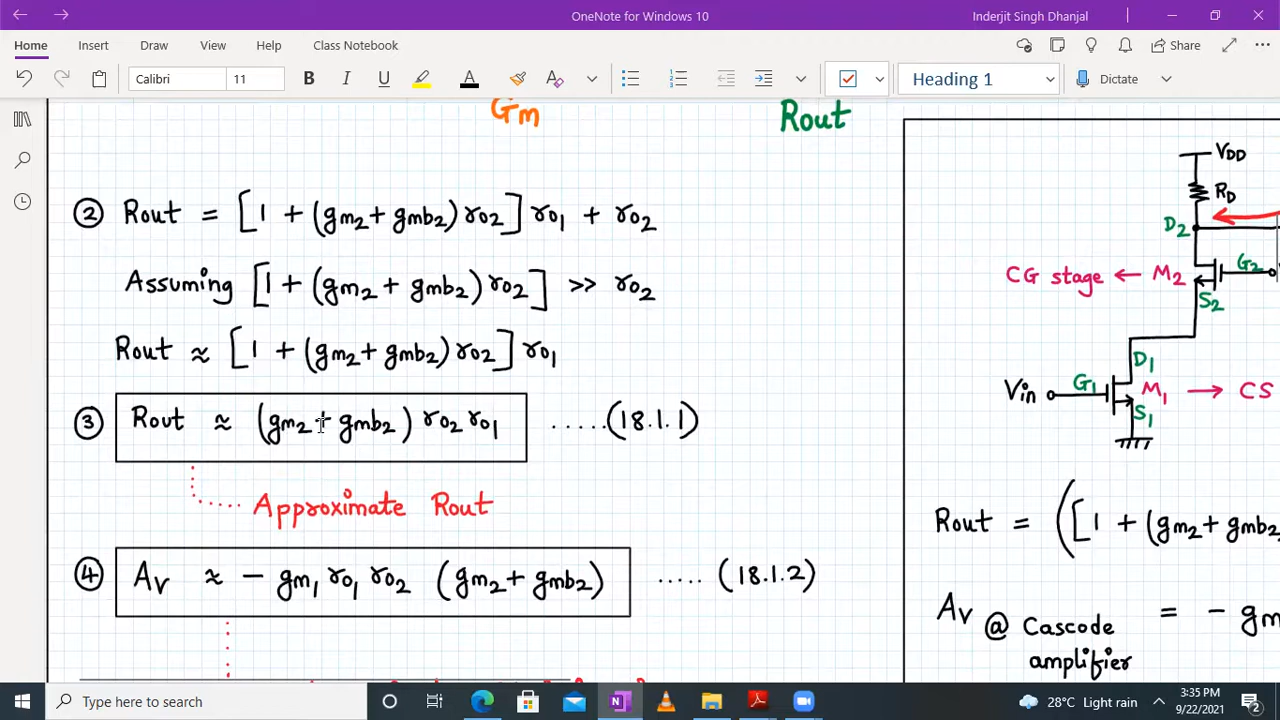 OneNote for Windows 10
Inderjit Singh Dhanjal
Home Insert Draw View Help Class Notebook
Share
Calibri 11 B I U A Heading 1 Dictate
Gm
Rout
② Rout = [1 + (gm2 + gmb2) ro2] ro1 + ro2
Assuming [1 + (gm2 + gmb2) ro2] >> ro2
Rout ≈ [1 + (gm2 + gmb2) ro2] ro1
③ Rout ≈ (gm2 + gmb2) ro2 ro1 .....(18.1.1)
Approximate Rout
④ Av ≈ - gm1 ro1 ro2 (gm2 + gmb2) ..... (18.1.2)
VDD
RD
D2
CG stage ← M2 G2
S2
D1
Vin G1 M1 → CS
S1
Rout = ([1 + (gm2 + gmb2
Av @ Cascode amplifier = - gm
Type here to search
28°C Light rain
3:35 PM
9/22/2021
2